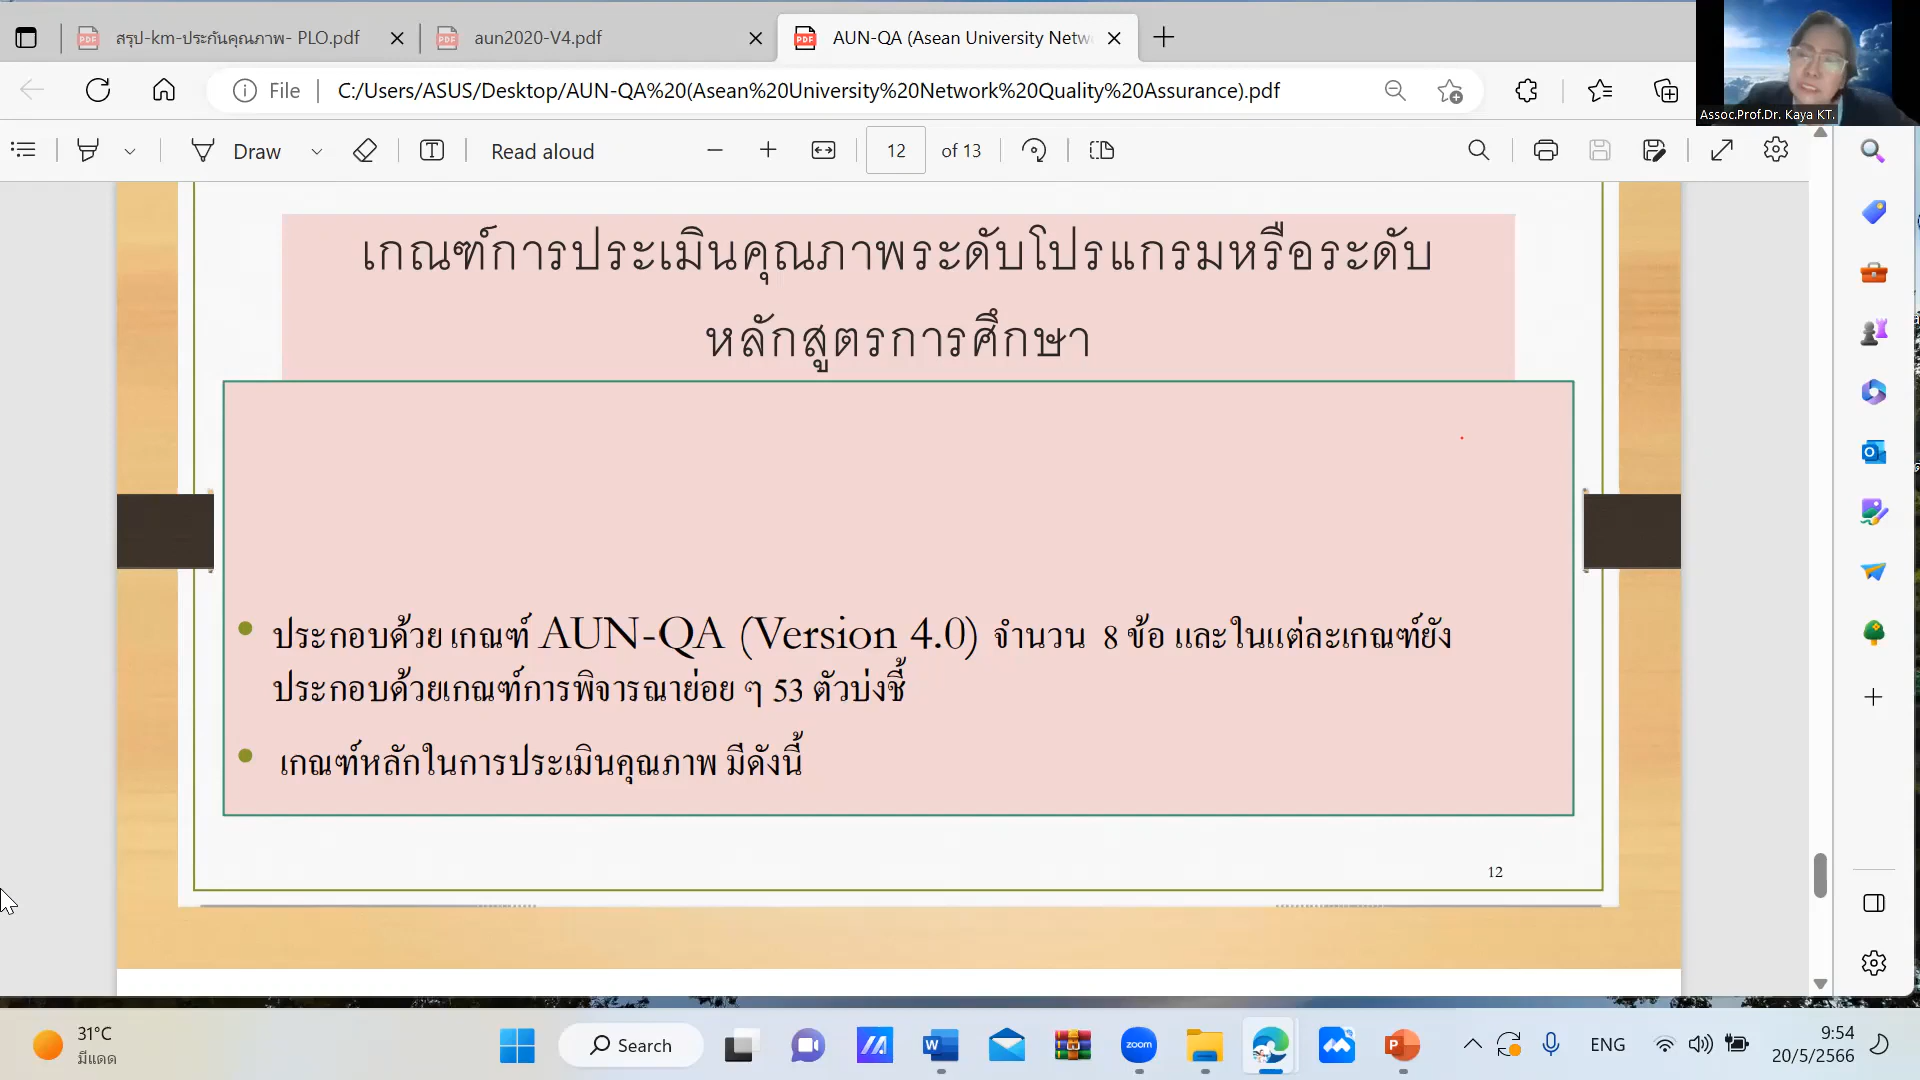 สรุป-km-ประกันคุณภาพ- PLO.pdf
aun2020-V4.pdf
AUN-QA (Asean University Netw
File
C:/Users/ASUS/Desktop/AUN-QA%20(Asean%20University%20Network%20Quality%20Assurance).pdf
Assoc.Prof.Dr. Kaya KT.
Draw
Read aloud
12
of 13
เกณฑ์การประเมินคุณภาพระดับโปรแกรมหรือระดับ
หลักสูตรการศึกษา
ประกอบด้วย เกณฑ์ AUN-QA (Version 4.0) จำนวน 8 ข้อ และในแต่ละเกณฑ์ยัง
ประกอบด้วยเกณฑ์การพิจารณาย่อย ๆ 53 ตัวบ่งชี้
เกณฑ์หลักในการประเมินคุณภาพ มีดังนี้
12
31°C
มีแดด
Search
zoom
ENG
9:54
20/5/2566